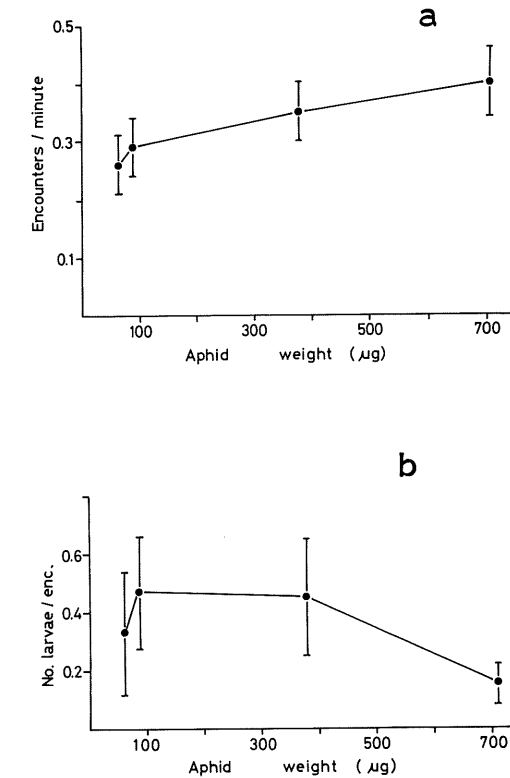 a
0.5
0.3
0.1
Encounters / minute
100 300 500 700
Aphid weight (µg)
b
0.6
0.4
0.2
No. larvae / enc.
100 300 500 700
Aphid weight (µg)